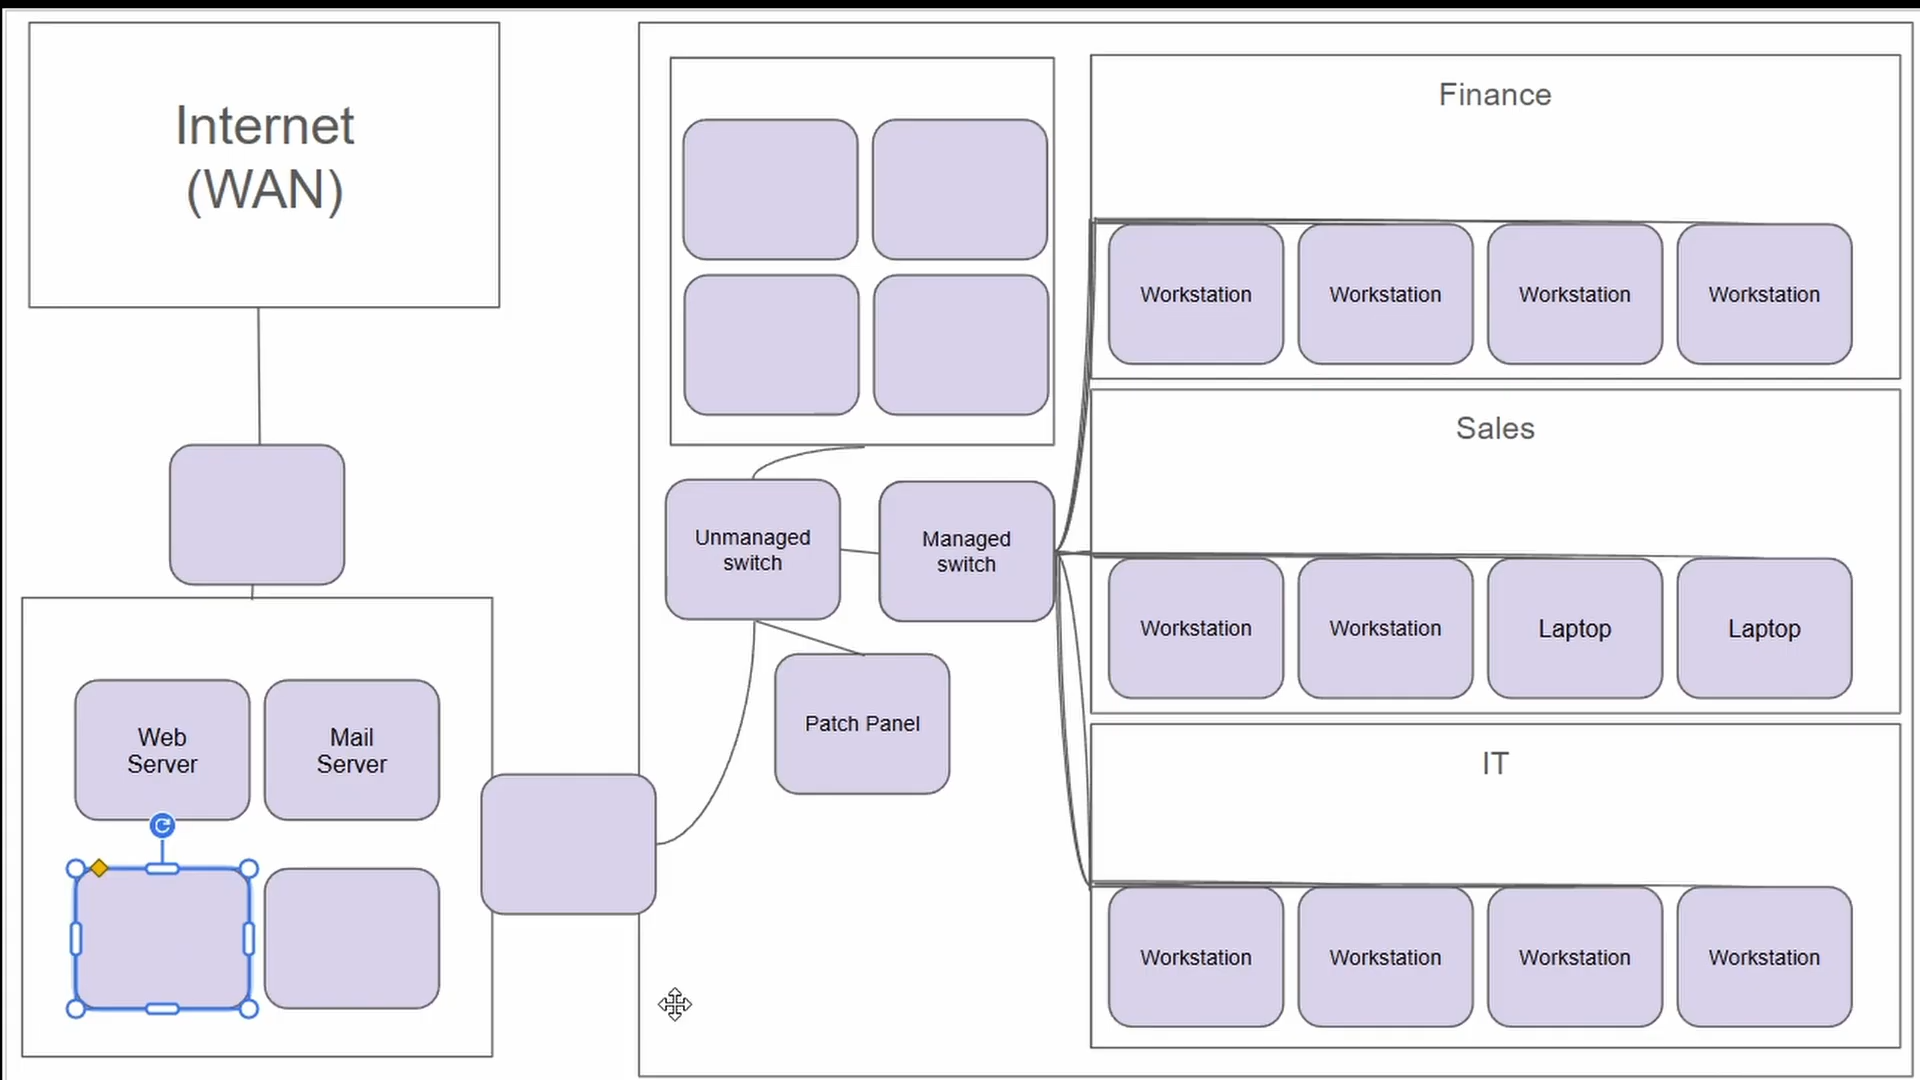 Internet
(WAN)
Finance
Workstation
Workstation
Workstation
Workstation
Sales
Unmanaged
switch
Managed
switch
Workstation
Workstation
Laptop
Laptop
Web
Server
Mail
Server
Patch Panel
IT
Workstation
Workstation
Workstation
Workstation